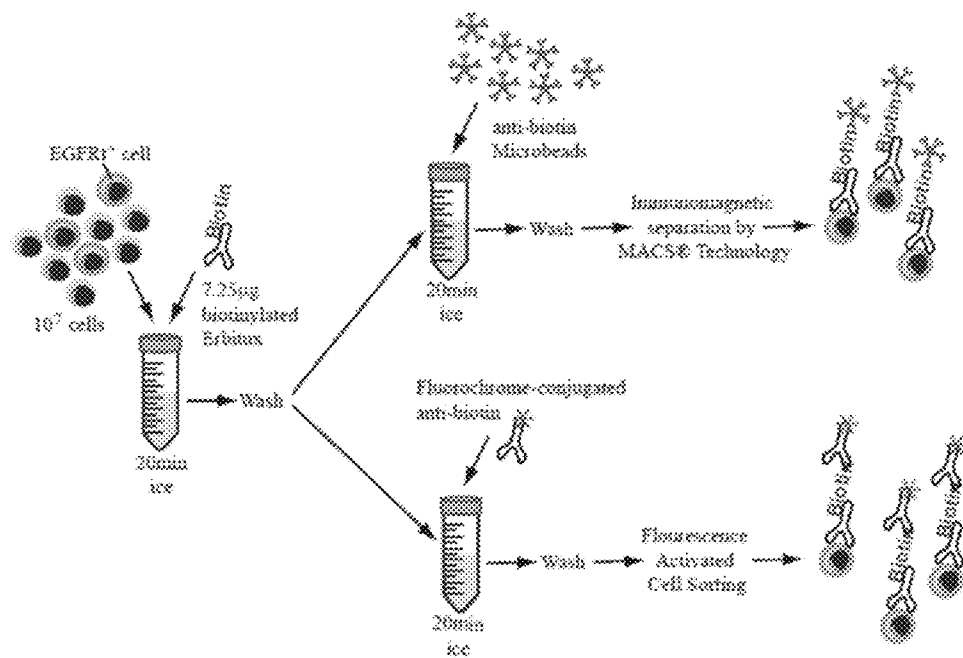 EGFRt⁺ cell
Biotin
10⁷ cells
7.25µg
biotinylated
Erbitux
20min
ice
Wash
anti-biotin
Microbeads
20min
ice
Wash
Immunomagnetic
separation by
MACS® Technology
Biotin
Biotin
Biotin
Fluorochrome-conjugated
anti-biotin
20min
ice
Wash
Flourescence
Activated
Cell Sorting
Biotin
Biotin
Biotin